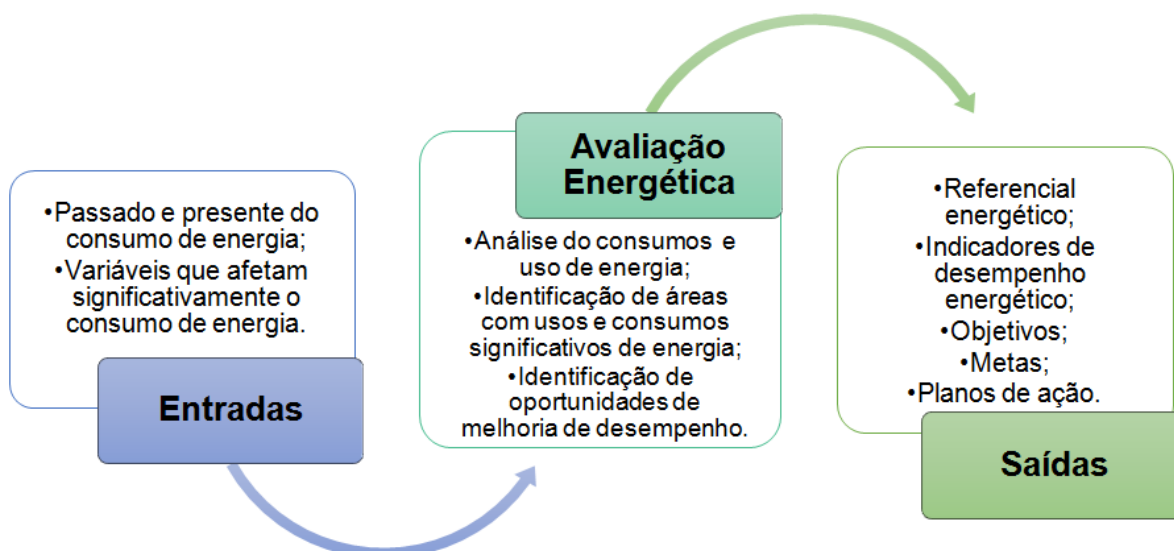 •Passado e presente do
consumo de energia;
•Variáveis que afetam
significativamente o
consumo de energia.
Entradas
Avaliação
Energética
•Análise do consumos e
uso de energia;
•Identificação de áreas
com usos e consumos
significativos de energia;
•Identificação de
oportunidades de
melhoria de desempenho.
•Referencial
energético;
•Indicadores de
desempenho
energético;
•Objetivos;
•Metas;
•Planos de ação.
Saídas